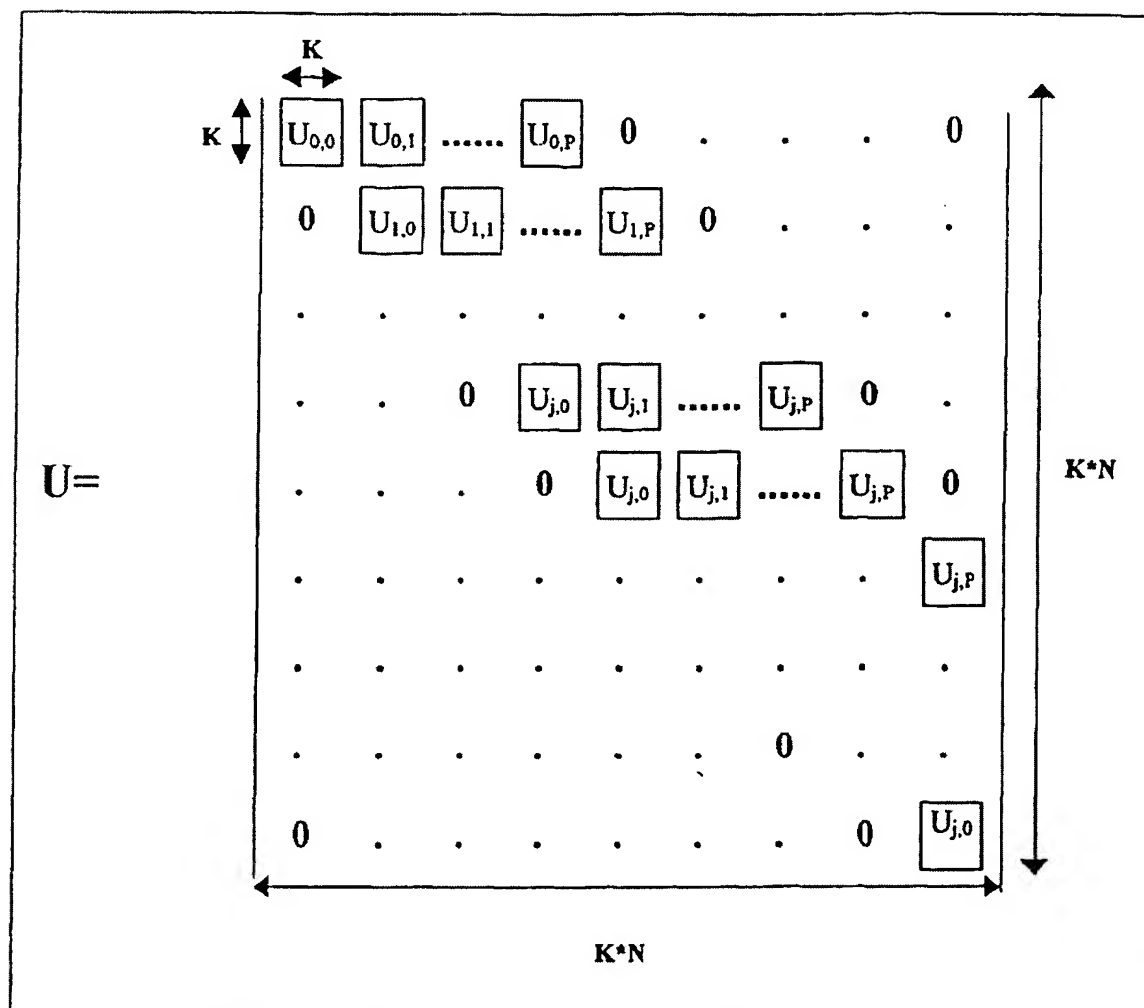 K
K U₀,₀ U₀,₁ ...... U₀,P 0 . . . 0
0 U₁,₀ U₁,₁ ...... U₁,P 0 . . .
. . . . . . . . .
. . 0 Uj,₀ Uj,₁ ...... Uj,P 0 .
U= . . . 0 Uj,₀ Uj,₁ ...... Uj,P 0 K*N
. . . . . . . . Uj,P
. . . . . . . . .
. . . . . . 0 . .
0 . . . . . . 0 Uj,₀
K*N